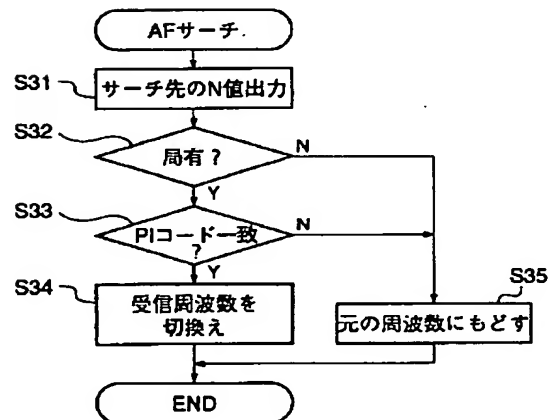 AFサーチ
S31
サーチ先のN値出力
S32
局有?
N
Y
S33
PIコード一致
?
N
Y
S34
受信周波数を
切換え
S35
元の周波数にもどす
END